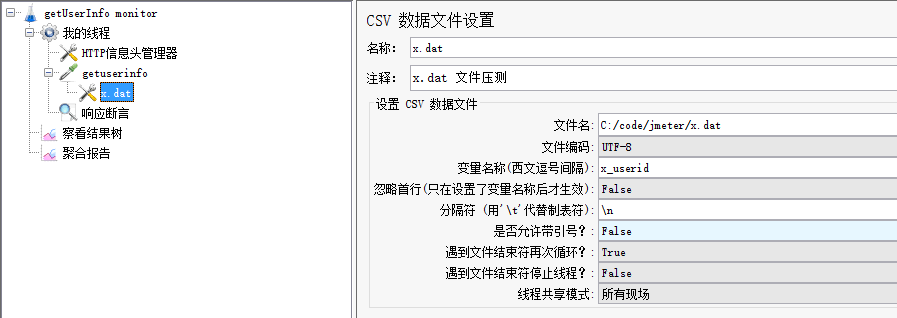 getUserInfo monitor
我的线程
HTTP信息头管理器
getuserinfo
x.dat
响应断言
察看结果树
聚合报告
CSV 数据文件设置
名称: x.dat
注释: x.dat 文件压测
设置 CSV 数据文件
文件名: C:/code/jmeter/x.dat
文件编码: UTF-8
变量名称(西文逗号间隔): x_userid
忽略首行(只在设置了变量名称后才生效): False
分隔符 (用'\t'代替制表符): \n
是否允许带引号?: False
遇到文件结束符再次循环?: True
遇到文件结束符停止线程?: False
线程共享模式: 所有现场